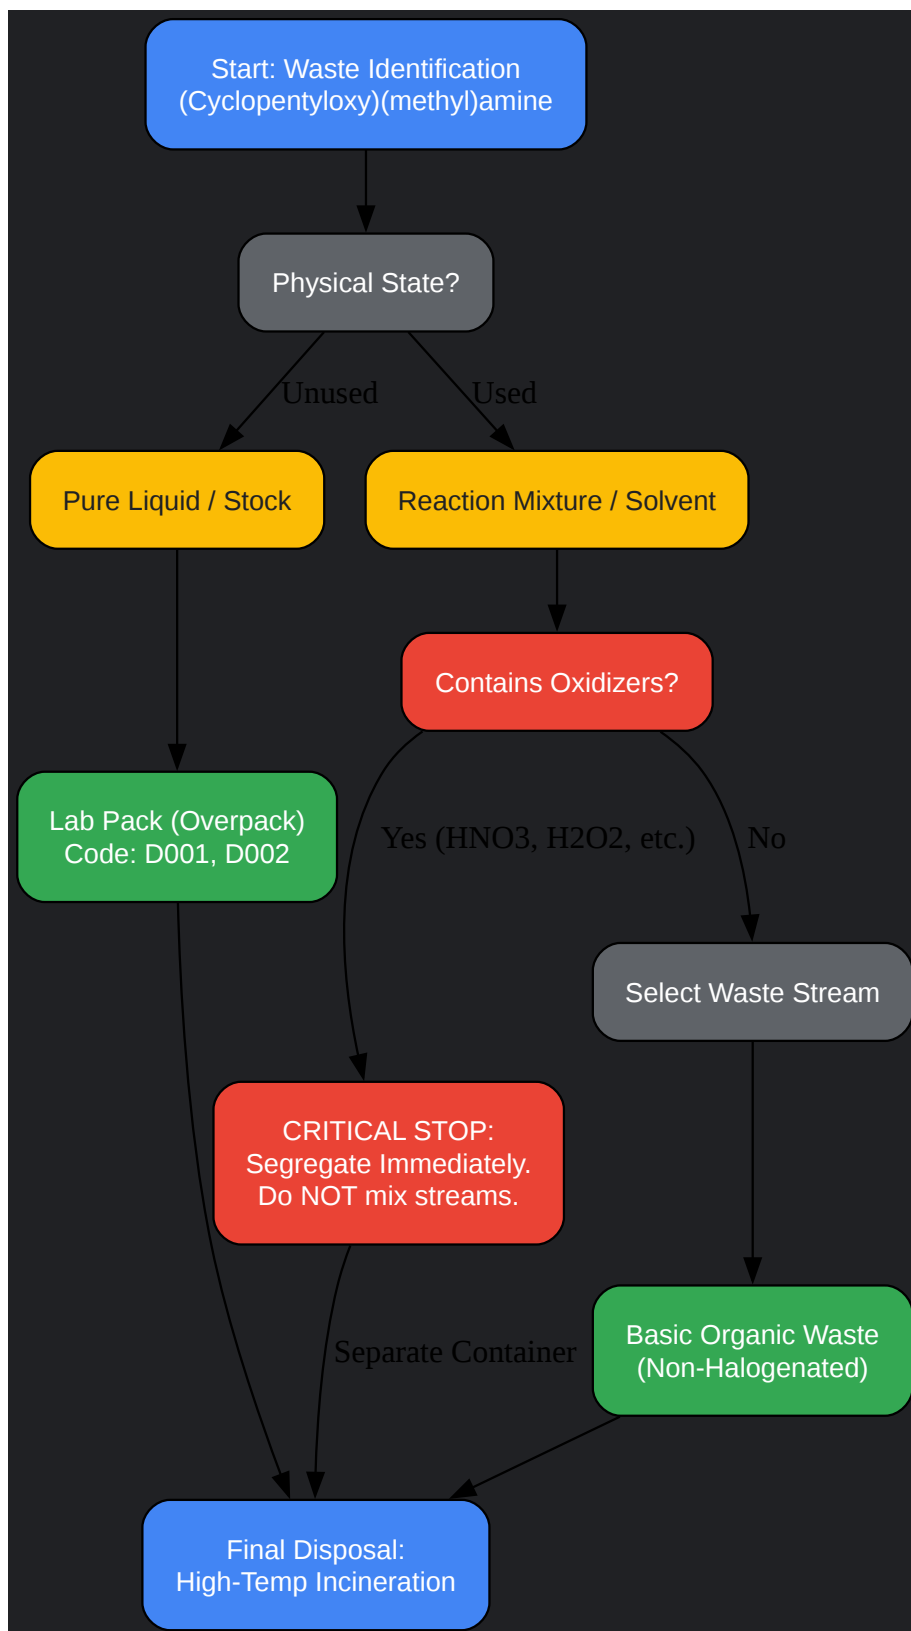 Start: Waste Identification
(Cyclopentyloxy)(methyl)amine
Physical State?
Unused
Used
Pure Liquid / Stock
Reaction Mixture / Solvent
Contains Oxidizers?
Lab Pack (Overpack)
Code: D001, D002
Yes (HNO3, H2O2, etc.)
No
Select Waste Stream
CRITICAL STOP:
Segregate Immediately.
Do NOT mix streams.
Separate Container
Basic Organic Waste
(Non-Halogenated)
Final Disposal:
High-Temp Incineration